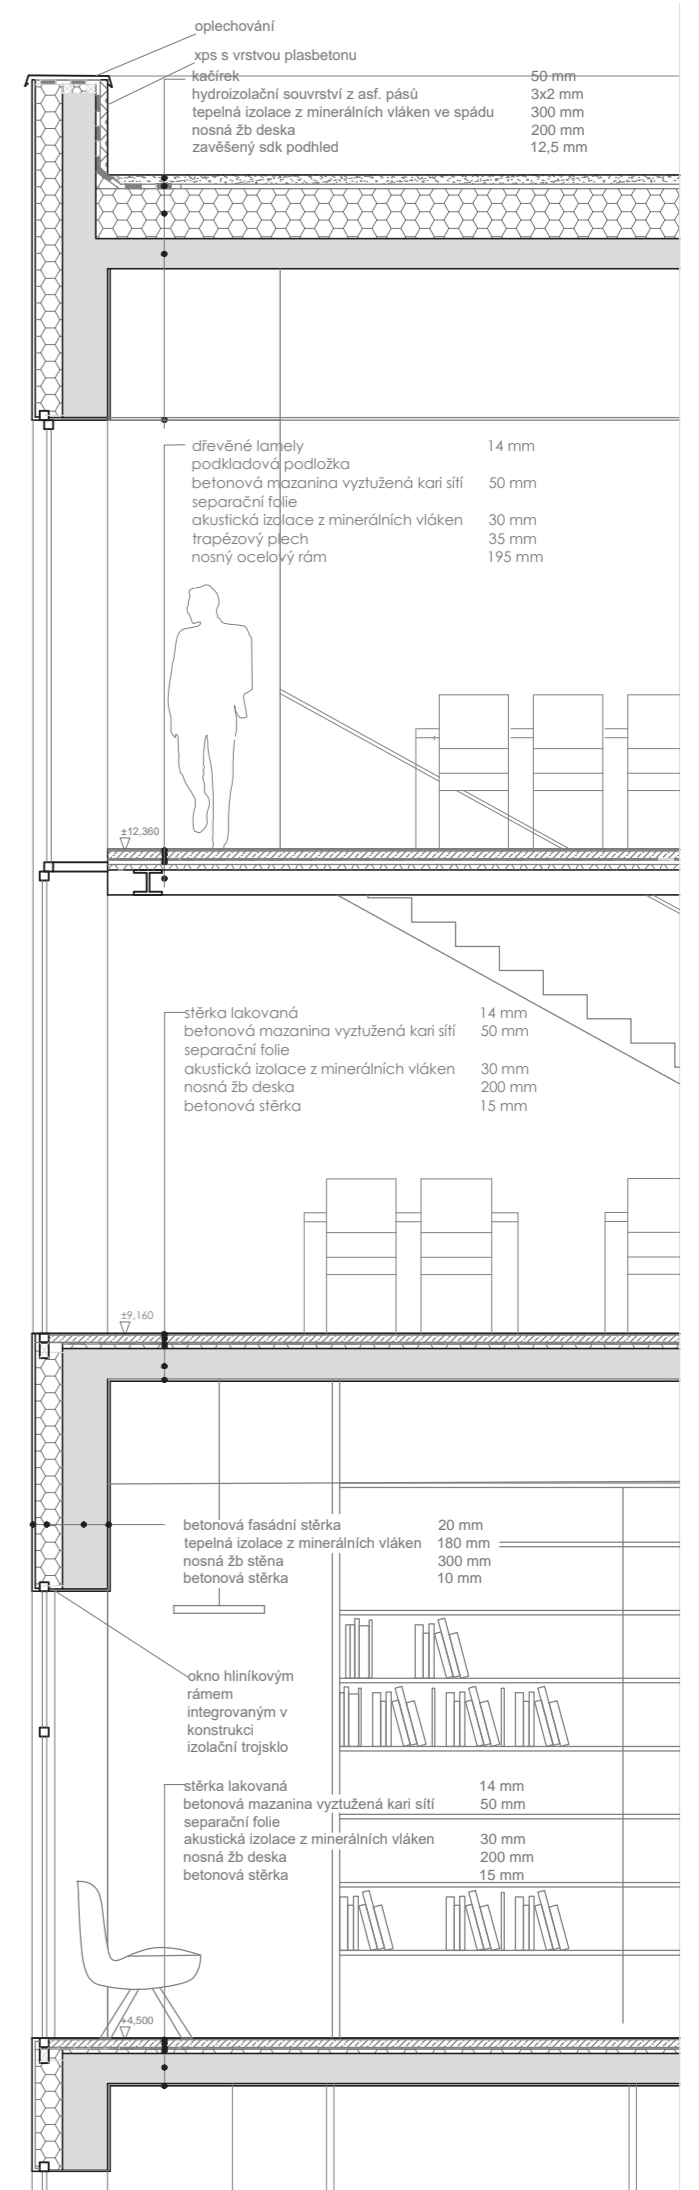 oplechování
xps s vrstvou plasbetonu
kačírek 50 mm
hydroizolační souvrství z asf. pásů 3x2 mm
tepelná izolace z minerálních vláken ve spádu 300 mm
nosná žb deska 200 mm
zavěšený sdk podhled 12,5 mm
dřevěné lamely 14 mm
podkladová podložka
betonová mazanina vyztužená kari sítí 50 mm
separační folie
akustická izolace z minerálních vláken 30 mm
trapézový plech 35 mm
nosný ocelový rám 195 mm
±12,360
stěrka lakovaná 14 mm
betonová mazanina vyztužená kari sítí 50 mm
separační folie
akustická izolace z minerálních vláken 30 mm
nosná žb deska 200 mm
betonová stěrka 15 mm
±9,160
betonová fasádní stěrka 20 mm
tepelná izolace z minerálních vláken 180 mm
nosná žb stěna 300 mm
betonová stěrka 10 mm
okno hliníkovým
rámem
integrovaným v
konstrukci
izolační trojsklo
stěrka lakovaná 14 mm
betonová mazanina vyztužená kari sítí 50 mm
separační folie
akustická izolace z minerálních vláken 30 mm
nosná žb deska 200 mm
betonová stěrka 15 mm
±4,500